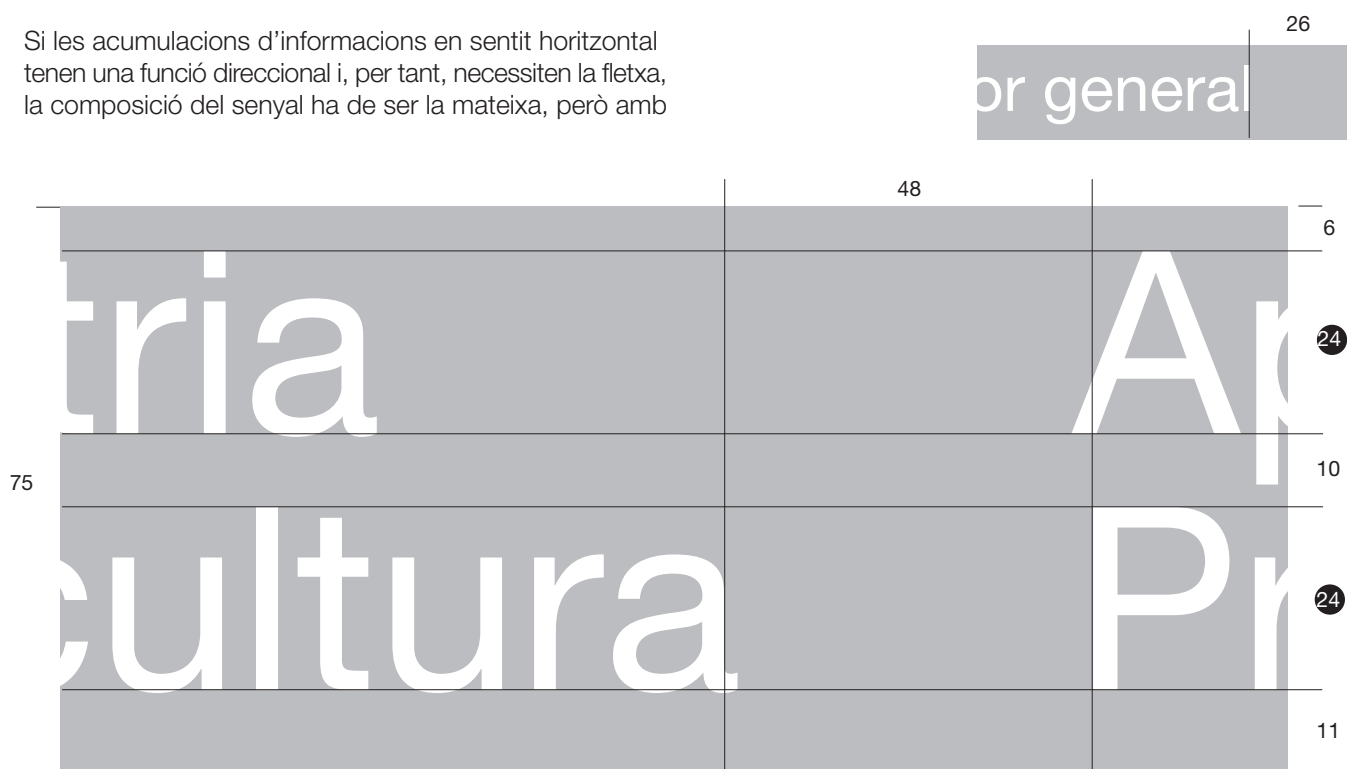 Si les acumulacions d’informacions en sentit horitzontal
tenen una funció direccional i, per tant, necessiten la fletxa,
la composició del senyal ha de ser la mateixa, però amb
26
or general
48
6
tria
Ap
24
75
10
cultura
Pr
24
11